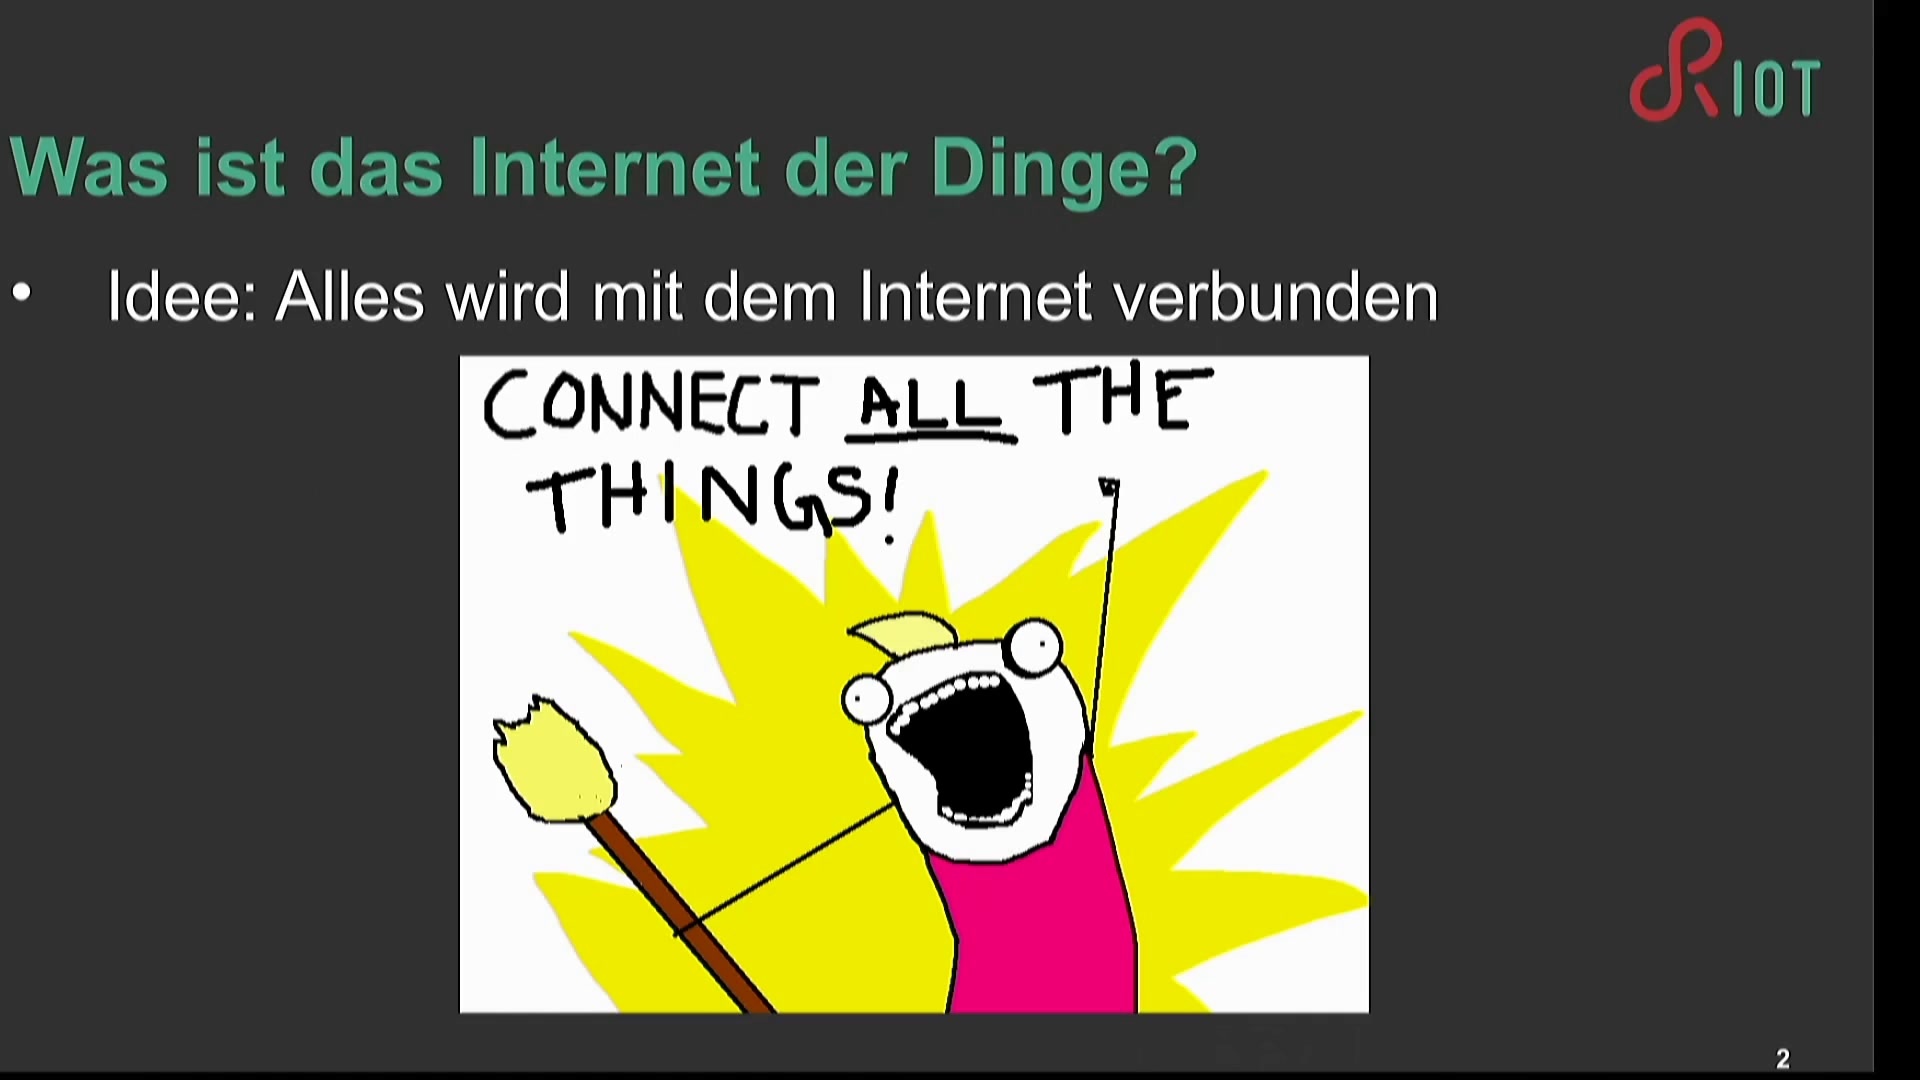 RIOT
Was ist das Internet der Dinge?
• Idee: Alles wird mit dem Internet verbunden
CONNECT ALL THE
THINGS!
2